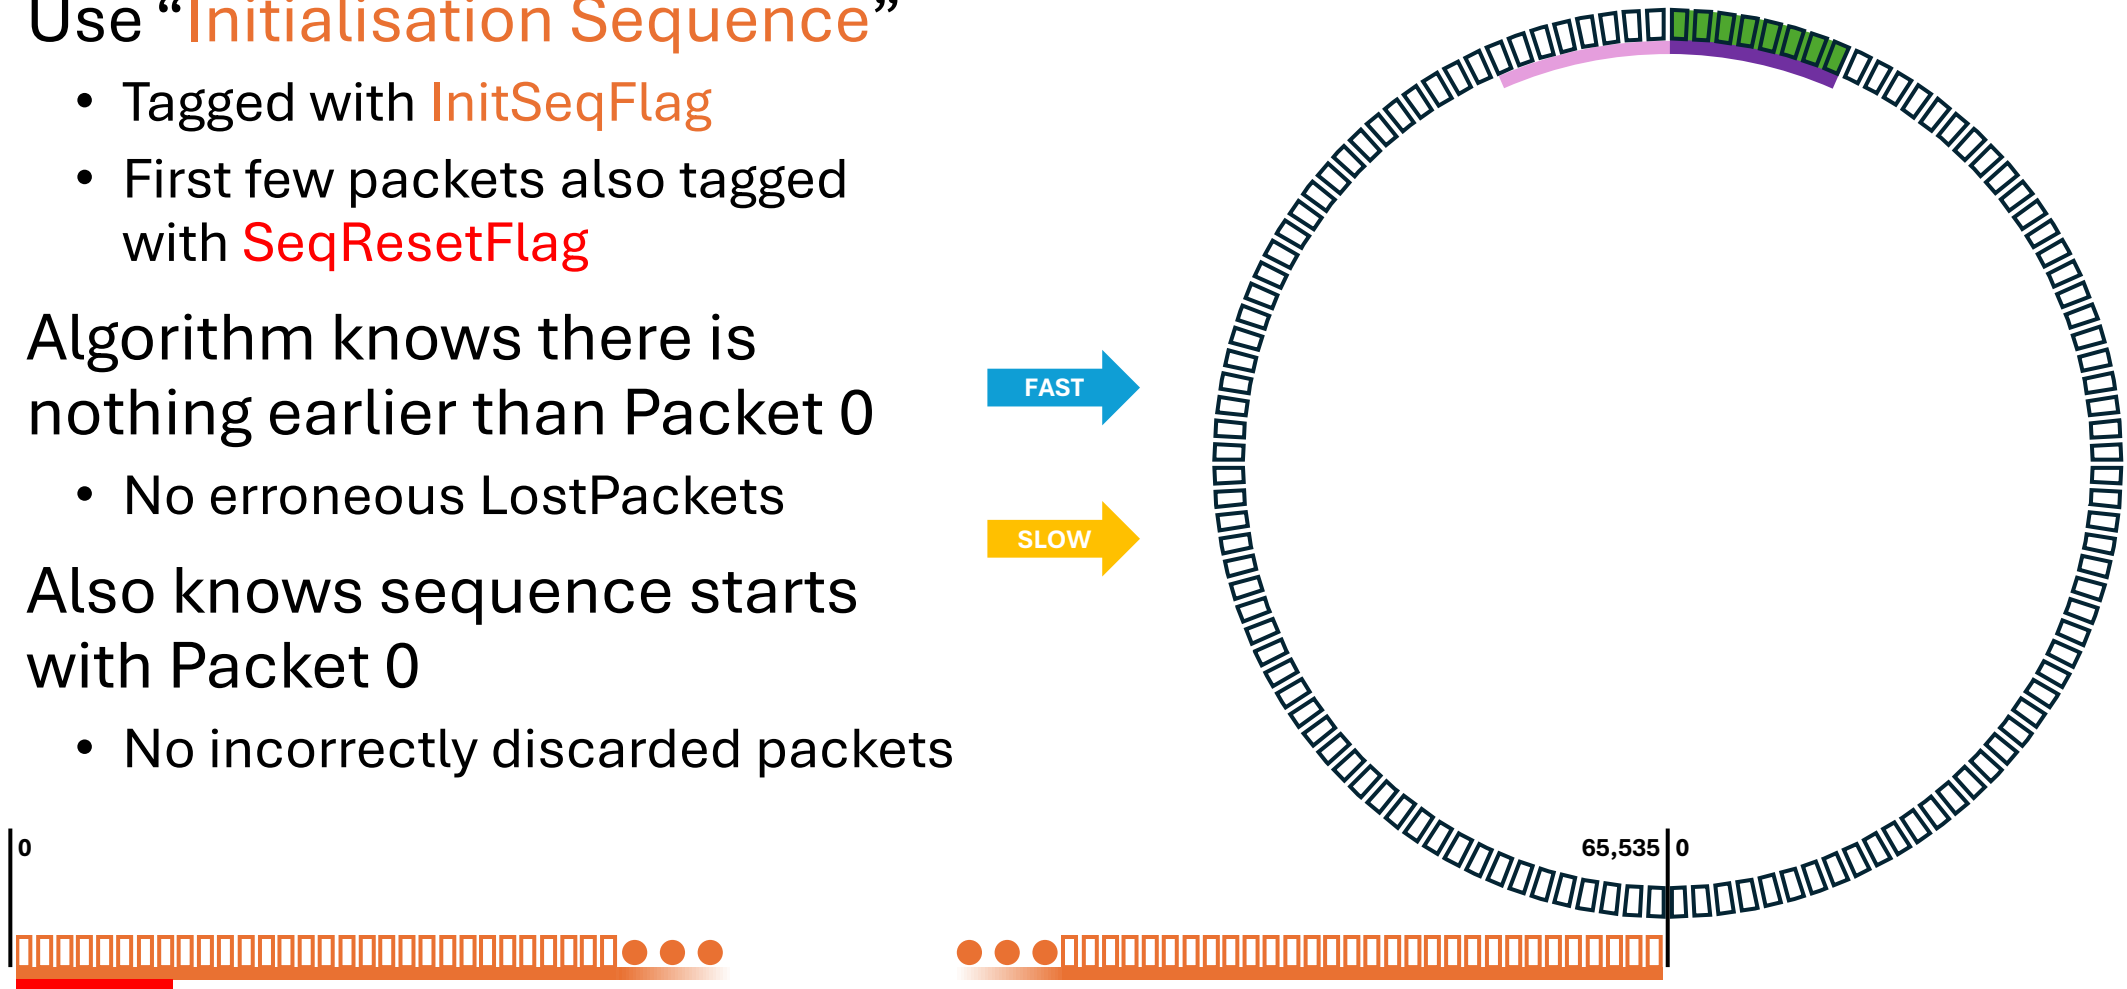 Use “Initialisation Sequence”
• Tagged with InitSeqFlag
• First few packets also tagged
with SeqResetFlag
Algorithm knows there is
nothing earlier than Packet 0
• No erroneous LostPackets
Also knows sequence starts
with Packet 0
• No incorrectly discarded packets
FAST
SLOW
0
65,535 0